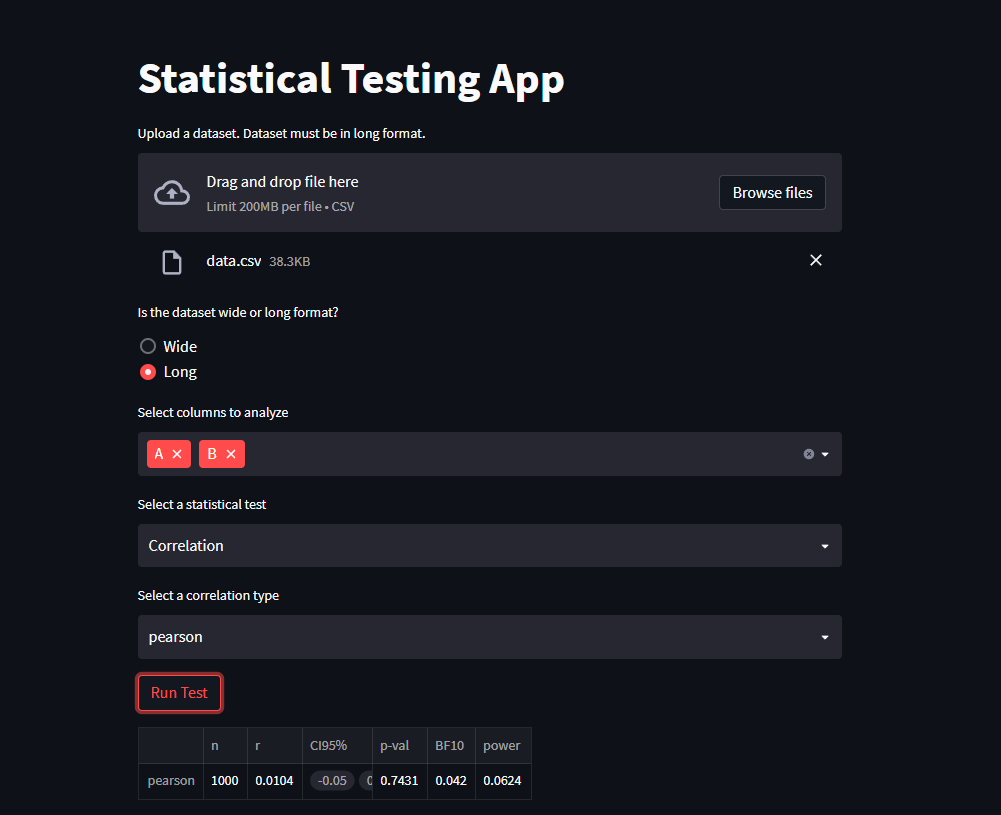 Statistical Testing App
Upload a dataset. Dataset must be in long format.
Drag and drop file here
Limit 200MB per file • CSV
Browse files
data.csv 38.3KB
Is the dataset wide or long format?
Wide
Long
Select columns to analyze
A B
Select a statistical test
Correlation
Select a correlation type
pearson
Run Test
n r CI95% p-val BF10 power
pearson 1000 0.0104 -0.05 0.7431 0.042 0.0624